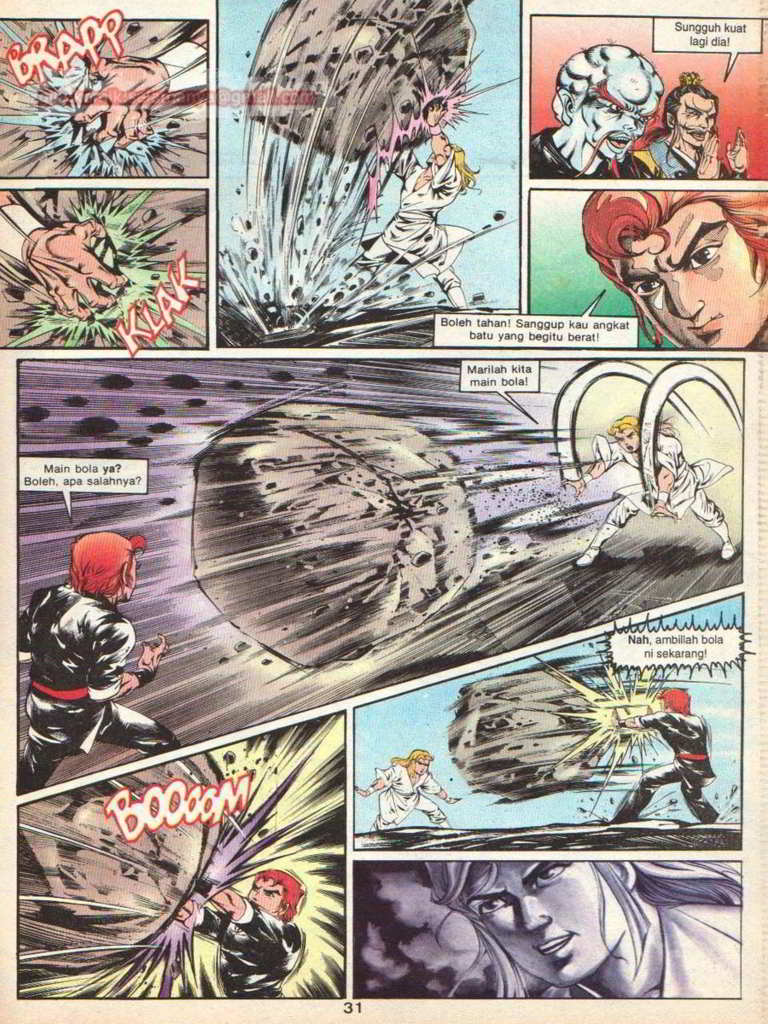 BRAPP
KLAK
Sungguh kuat
lagi dia!
Boleh tahan! Sanggup kau angkat
batu yang begitu berat!
Marilah kita
main bola!
Main bola ya?
Boleh, apa salahnya?
Nah, ambillah bola
ni sekarang!
BOOOOM
31